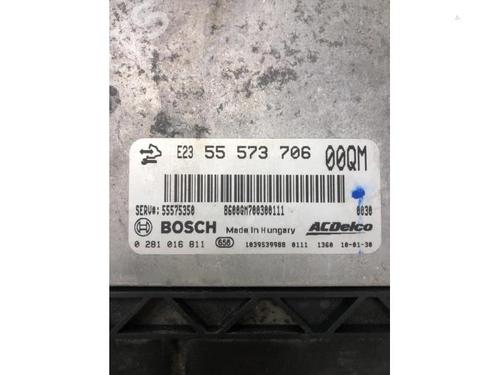 E23 55 573 706 00QM
SERV#: 55575350 8600QM700300111 0030
BOSCH Made in Hungary ACDelco
0 281 016 811 656 1039S39988 0111 1360 10-01-30